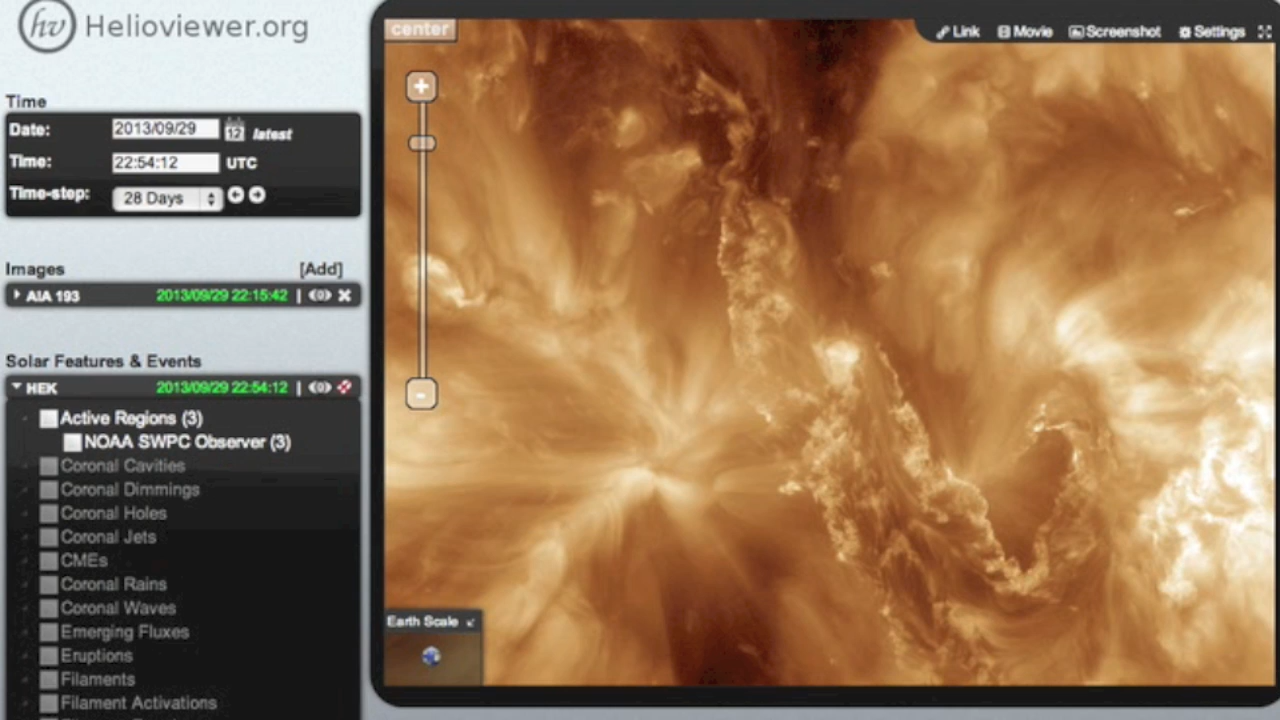 hv Helioviewer.org
Time
Date: 2013/09/29 12 latest
Time: 22:54:12 UTC
Time-step: 28 Days
Images [Add]
AIA 193 2013/09/29 22:15:42
Solar Features & Events
HEK 2013/09/29 22:54:12
Active Regions (3)
NOAA SWPC Observer (3)
Coronal Cavities
Coronal Dimmings
Coronal Holes
Coronal Jets
CMEs
Coronal Rains
Coronal Waves
Emerging Fluxes
Eruptions
Filaments
Filament Activations
center
Link Movie Screenshot Settings
+
-
Earth Scale